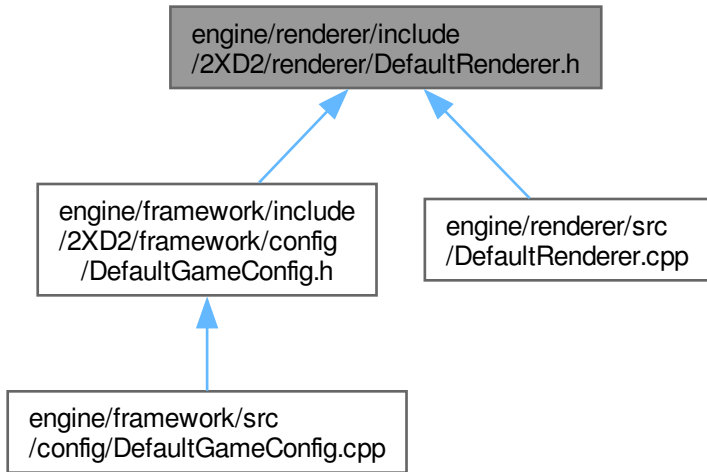 engine/renderer/include
/2XD2/renderer/DefaultRenderer.h
engine/framework/include
/2XD2/framework/config
/DefaultGameConfig.h
engine/renderer/src
/DefaultRenderer.cpp
engine/framework/src
/config/DefaultGameConfig.cpp